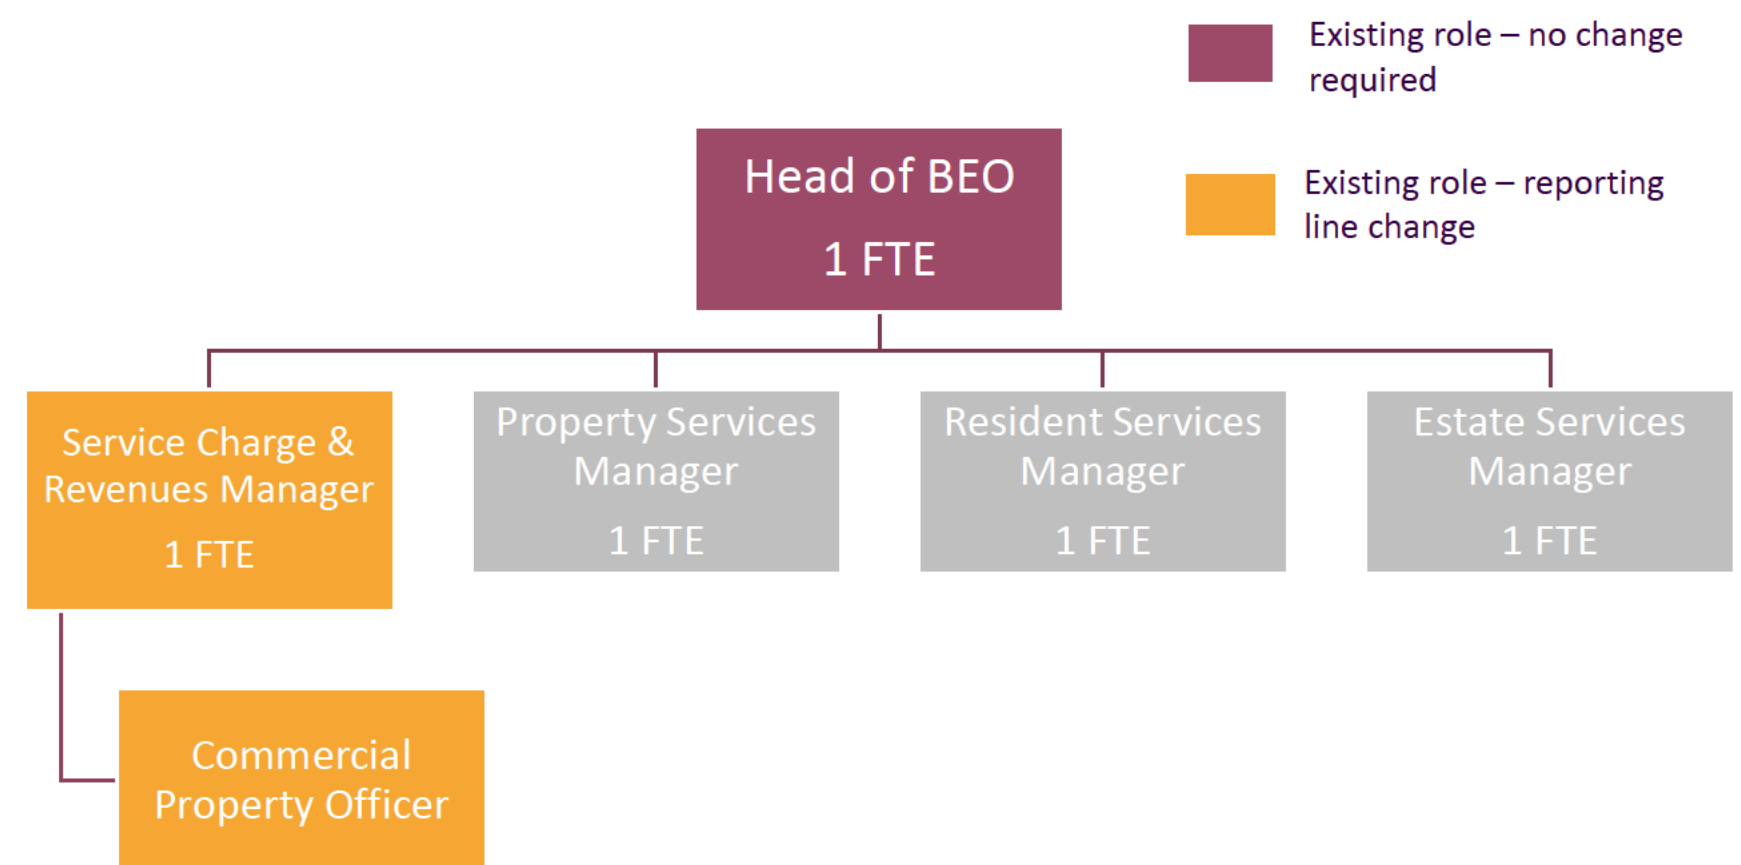 Existing role – no change
required
Existing role – reporting
line change
Head of BEO
1 FTE
Service Charge &
Revenues Manager
1 FTE
Property Services
Manager
1 FTE
Resident Services
Manager
1 FTE
Estate Services
Manager
1 FTE
Commercial
Property Officer